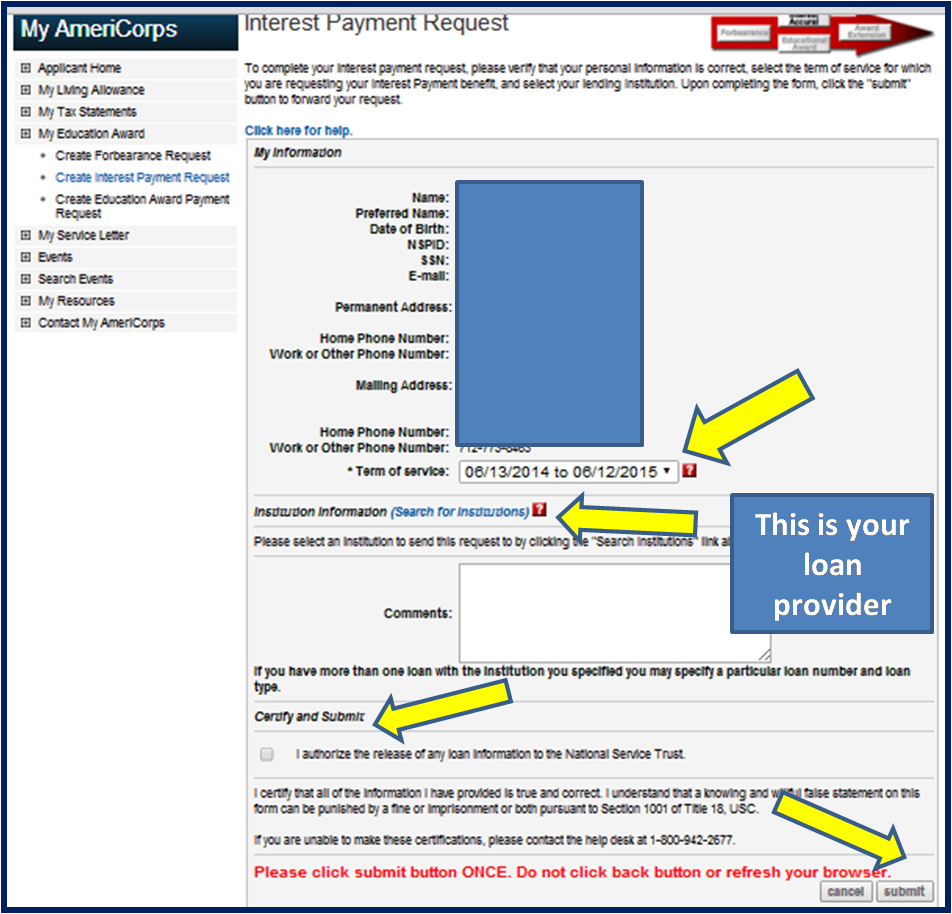 My AmeriCorps
Interest Payment Request
Forbearance
Interest
Accrual
Educational
Award
Award
Extension
Applicant Home
My Living Allowance
My Tax Statements
My Education Award
Create Forbearance Request
Create Interest Payment Request
Create Education Award Payment
Request
My Service Letter
Events
Search Events
My Resources
Contact My AmeriCorps
To complete your interest payment request, please verify that your personal information is correct, select the term of service for which
you are requesting your Interest Payment benefit, and select your lending institution. Upon completing the form, click the "submit"
button to forward your request.
Click here for help.
My Information
Name:
Preferred Name:
Date of Birth:
NSPID:
SSN:
E-mail:
Permanent Address:
Home Phone Number:
Work or Other Phone Number:
Mailing Address:
Home Phone Number:
Work or Other Phone Number:
* Term of service: 06/13/2014 to 06/12/2015 ?
Institution Information (Search for Institutions) ?
Please select an institution to send this request to by clicking the "Search Institutions" link
This is your
loan
provider
Comments:
If you have more than one loan with the institution you specified you may specify a particular loan number and loan
type.
Certify and Submit
I authorize the release of any loan information to the National Service Trust.
I certify that all of the information I have provided is true and correct. I understand that a knowing and willful false statement on this
form can be punished by a fine or imprisonment or both pursuant to Section 1001 of Title 18, USC.
If you are unable to make these certifications, please contact the help desk at 1-800-942-2677.
Please click submit button ONCE. Do not click back button or refresh your browser.
cancel submit